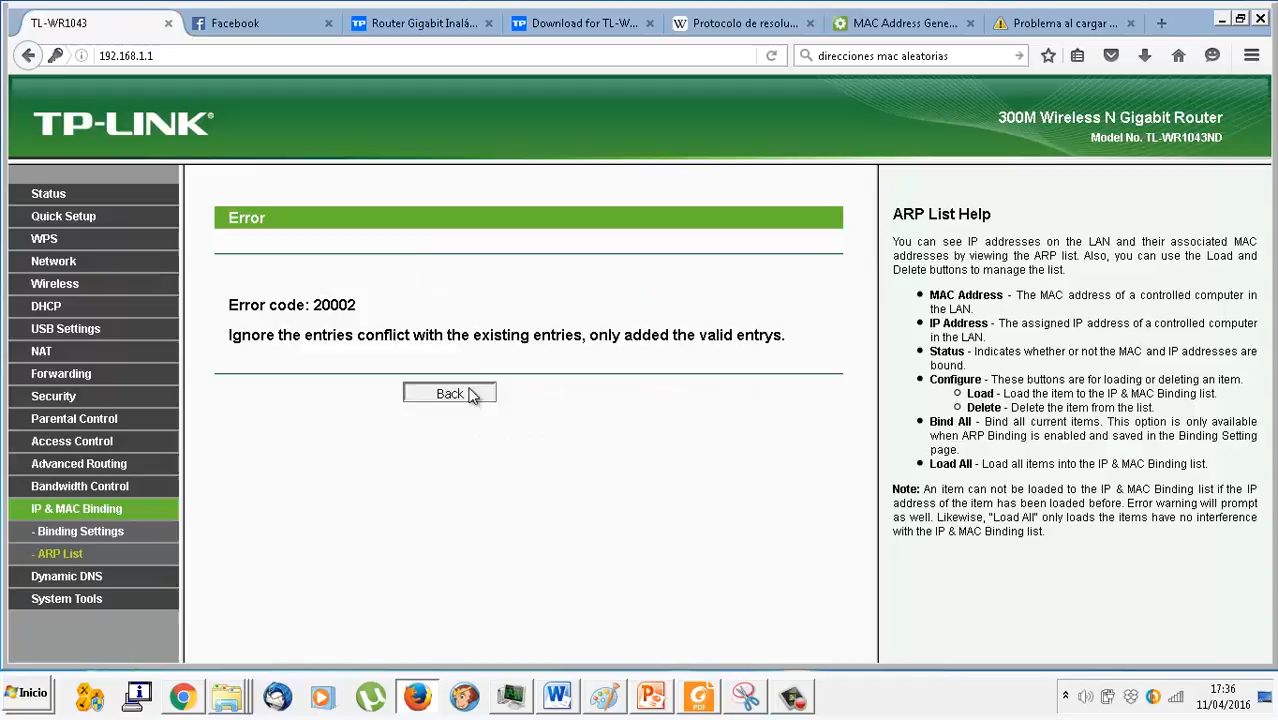 TL-WR1043
Facebook
Router Gigabit Inalá...
Download for TL-W...
Protocolo de resolu...
MAC Address Gene...
Problema al cargar ...
192.168.1.1
direcciones mac aleatorias
TP-LINK®
300M Wireless N Gigabit Router
Model No. TL-WR1043ND
Status
Quick Setup
WPS
Network
Wireless
DHCP
USB Settings
NAT
Forwarding
Security
Parental Control
Access Control
Advanced Routing
Bandwidth Control
IP & MAC Binding
- Binding Settings
- ARP List
Dynamic DNS
System Tools
Error
Error code: 20002
Ignore the entries conflict with the existing entries, only added the valid entrys.
Back
ARP List Help
You can see IP addresses on the LAN and their associated MAC
addresses by viewing the ARP list. Also, you can use the Load and
Delete buttons to manage the list.
MAC Address - The MAC address of a controlled computer in
the LAN.
IP Address - The assigned IP address of a controlled computer
in the LAN.
Status - Indicates whether or not the MAC and IP addresses are
bound.
Configure - These buttons are for loading or deleting an item.
Load - Load the item to the IP & MAC Binding list.
Delete - Delete the item from the list.
Bind All - Bind all current items. This option is only available
when ARP Binding is enabled and saved in the Binding Setting
page.
Load All - Load all items into the IP & MAC Binding list.
Note: An item can not be loaded to the IP & MAC Binding list if the IP
address of the item has been loaded before. Error warning will prompt
as well. Likewise, "Load All" only loads the items have no interference
with the IP & MAC Binding list.
Inicio
17:36
11/04/2016